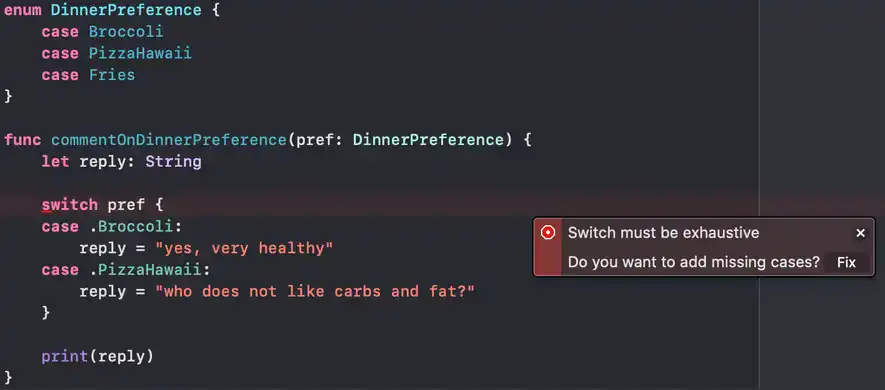 enum DinnerPreference {
    case Broccoli
    case PizzaHawaii
    case Fries
}

func commentOnDinnerPreference(pref: DinnerPreference) {
    let reply: String

    switch pref {
    case .Broccoli:
        reply = "yes, very healthy"
    case .PizzaHawaii:
        reply = "who does not like carbs and fat?"
    }

    print(reply)
}
Switch must be exhaustive
Do you want to add missing cases? Fix